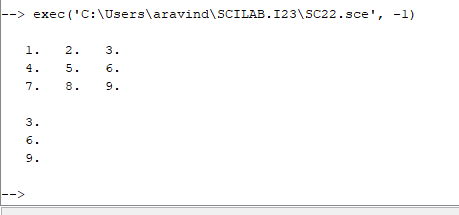 --> exec('C:\Users\aravind\SCILAB.I23\SC22.sce', -1)
1. 2. 3.
4. 5. 6.
7. 8. 9.
3.
6.
9.
-->